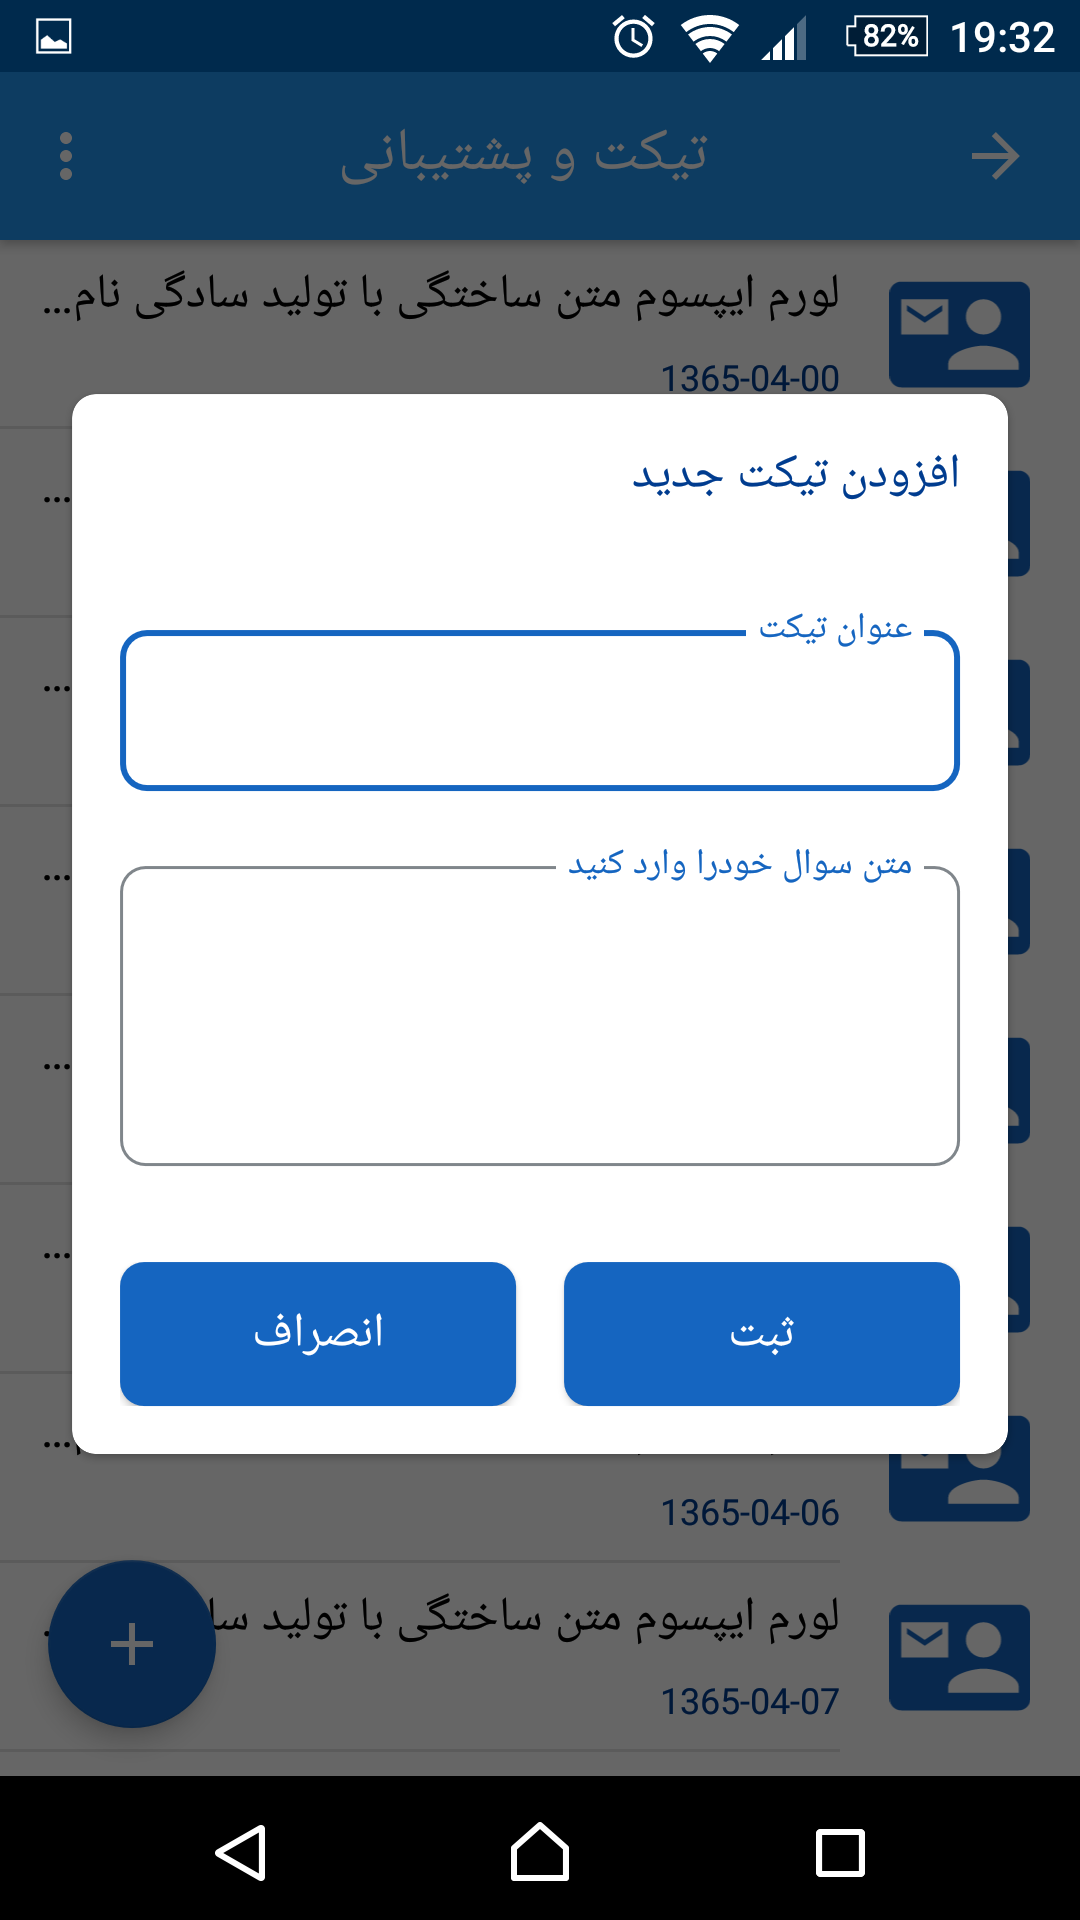 82% 19:32
تیکت و پشتیبانی
لورم ایپسوم متن ساختگی با تولید سادگی نام...
1365-04-00
افزودن تیکت جدید
...
عنوان تیکت
...
متن سوال خودرا وارد کنید
...
...
...
ثبت
انصراف
...
1365-04-06
لورم ایپسوم متن ساختگی با تولید
1365-04-07